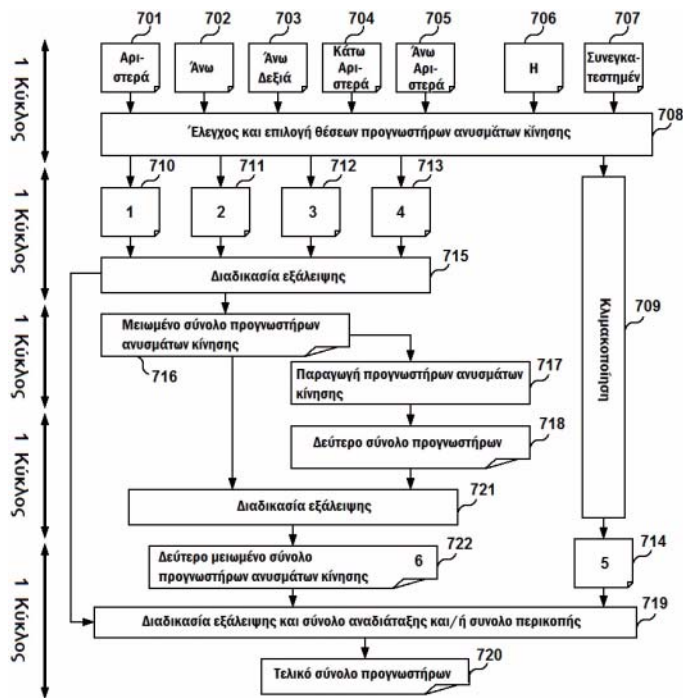 701
702
703
704
705
706
707
Αρι-
στερά
Άνω
Άνω
Δεξιά
Κάτω
Αρι-
στερά
Άνω
Αρι-
στερά
Η
Συνεγκα-
τεστημέν
Έλεγχος και επιλογή θέσεων προγνωστήρων ανυσμάτων κίνησης
708
1 Κύκλος
710
711
712
713
1
2
3
4
Διαδικασία εξάλειψης
715
1 Κύκλος
Κλιμακοποίηση
709
Μειωμένο σύνολο προγνωστήρων
ανυσμάτων κίνησης
716
Παραγωγή προγνωστήρων ανυσμάτων
κίνησης
717
1 Κύκλος
Δεύτερο σύνολο προγνωστήρων
718
Διαδικασία εξάλειψης
721
1 Κύκλος
Δεύτερο μειωμένο σύνολο
προγνωστήρων ανυσμάτων κίνησης
6
722
5
714
Διαδικασία εξάλειψης και σύνολο αναδιάταξης και/ή συνολο περικοπής
719
Τελικό σύνολο προγνωστήρων
720
1 Κύκλος